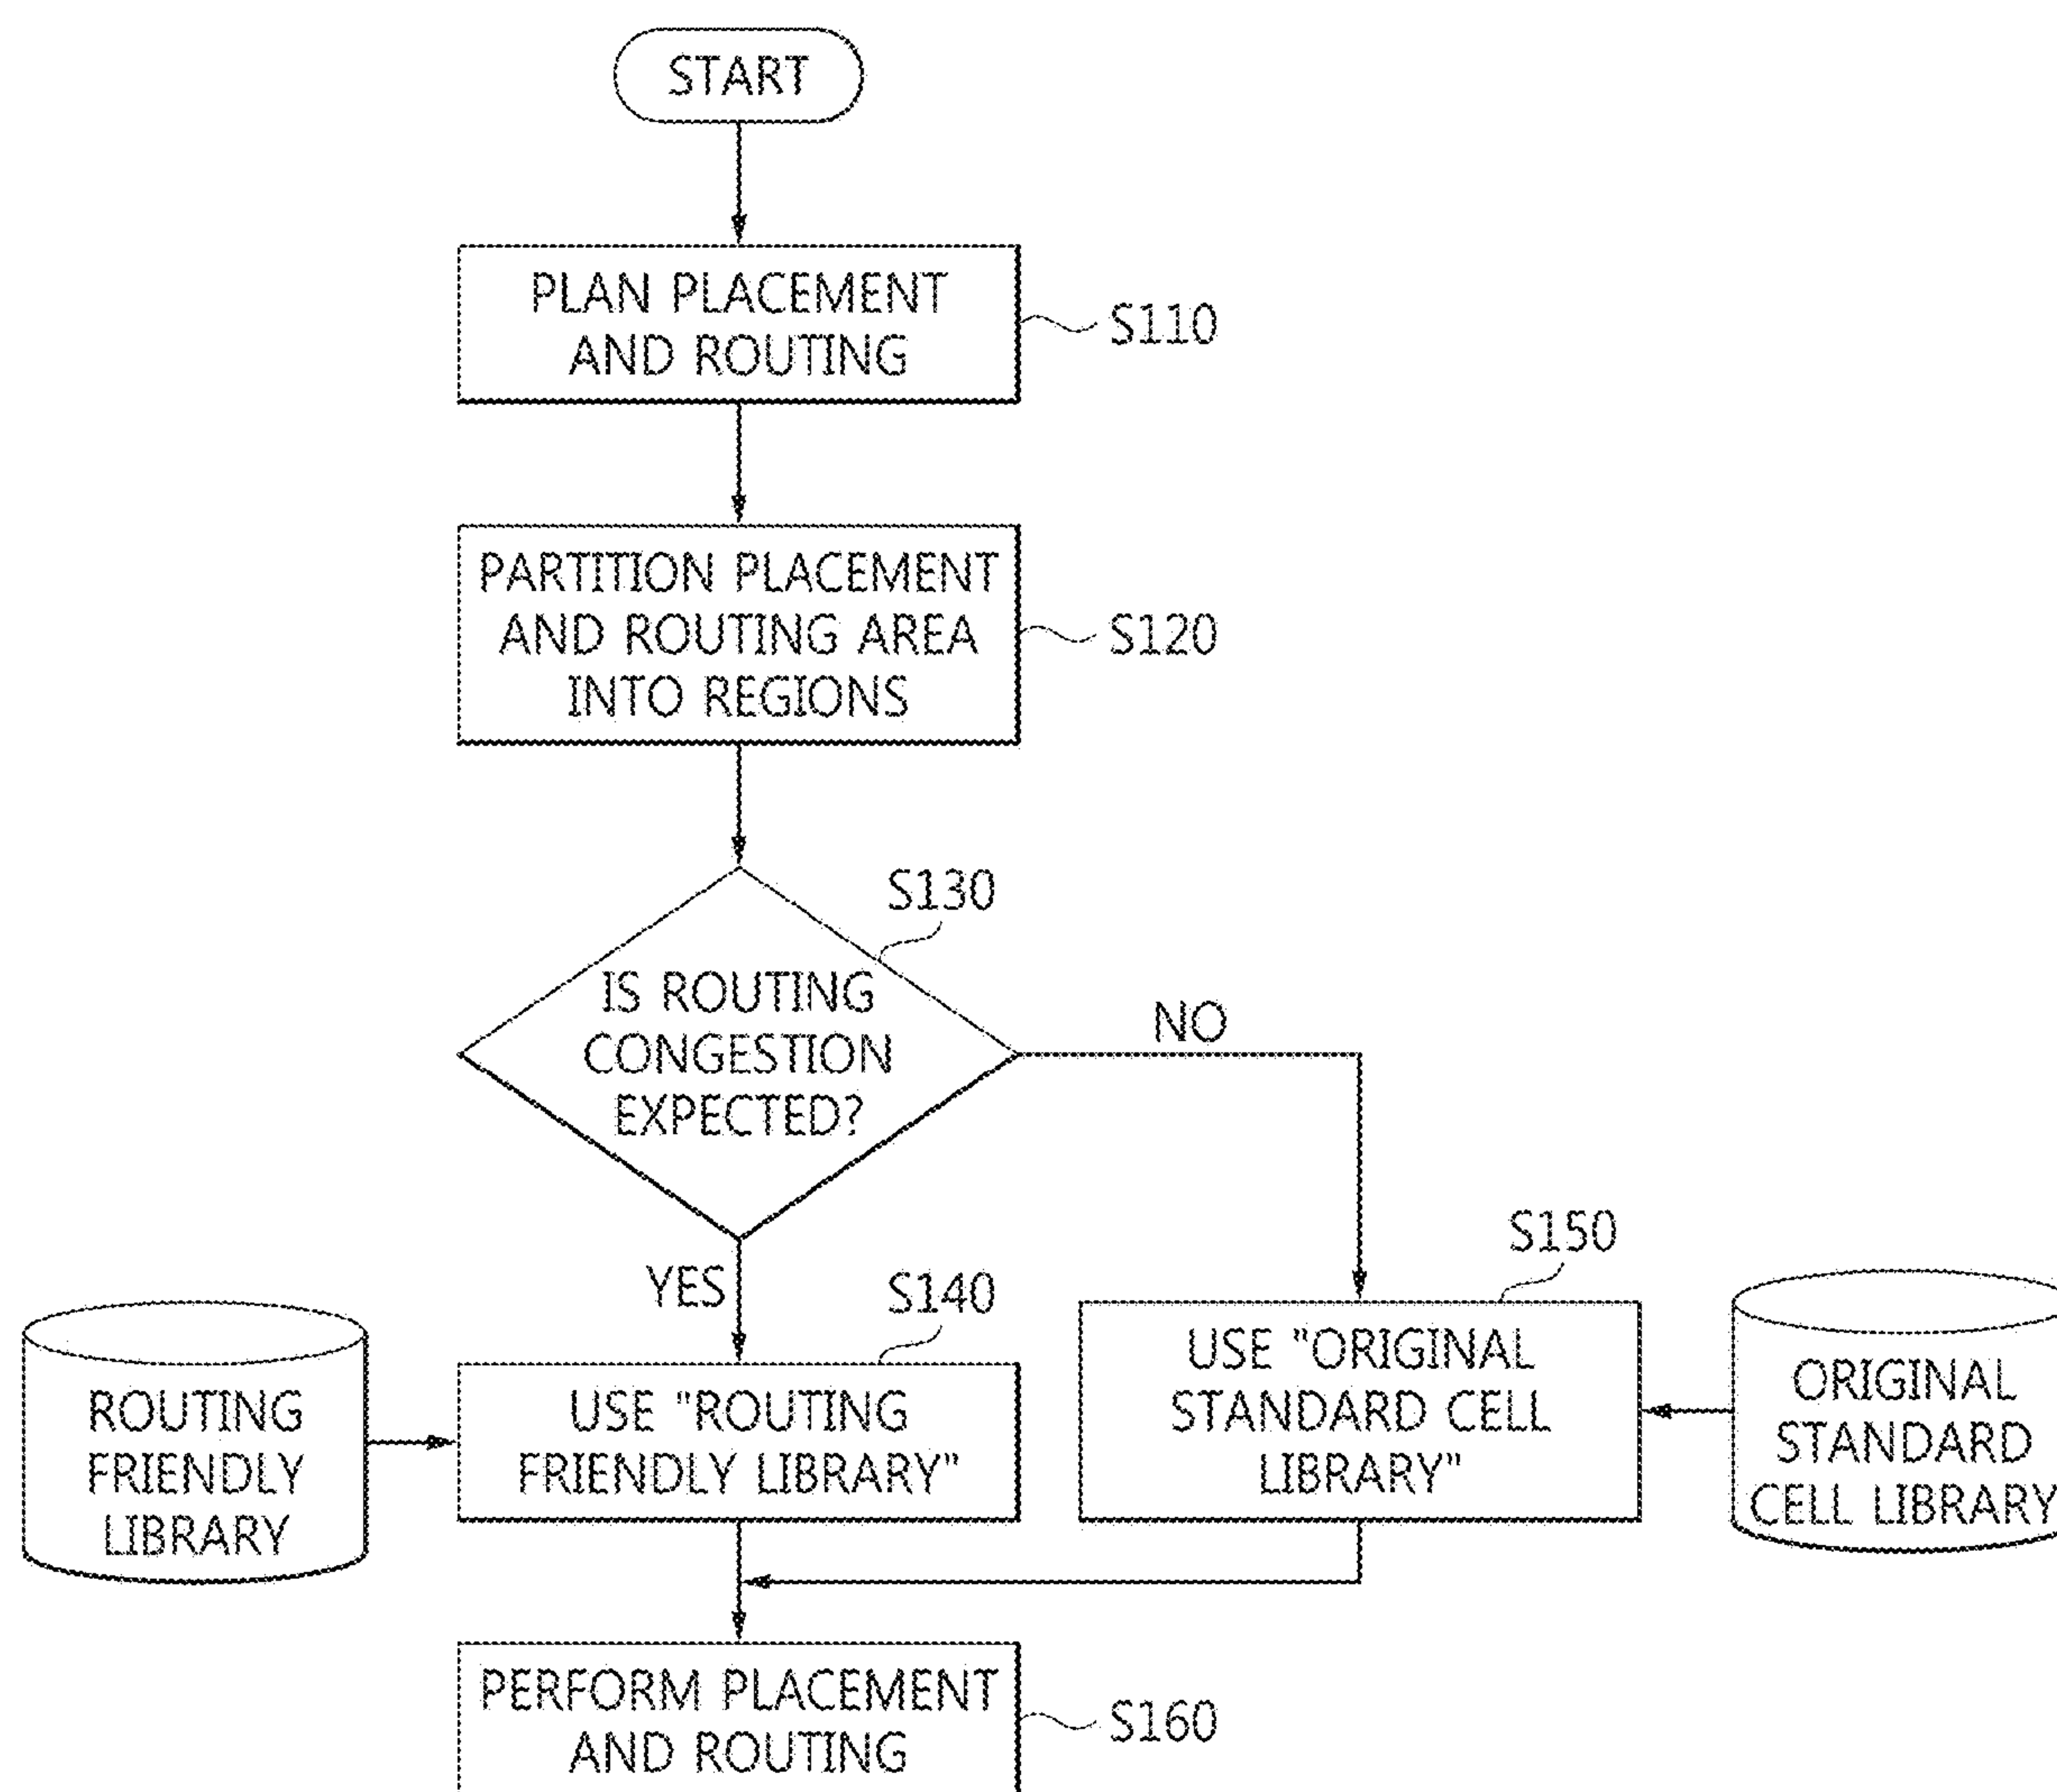 START
PLAN PLACEMENT
AND ROUTING
S110
PARTITION PLACEMENT
AND ROUTING AREA
INTO REGIONS
S120
S130
IS ROUTING
CONGESTION
EXPECTED?
NO
YES
S140
S150
ROUTING
FRIENDLY
LIBRARY
USE "ROUTING
FRIENDLY LIBRARY"
USE "ORIGINAL
STANDARD CELL
LIBRARY"
ORIGINAL
STANDARD
CELL LIBRARY
PERFORM PLACEMENT
AND ROUTING
S160